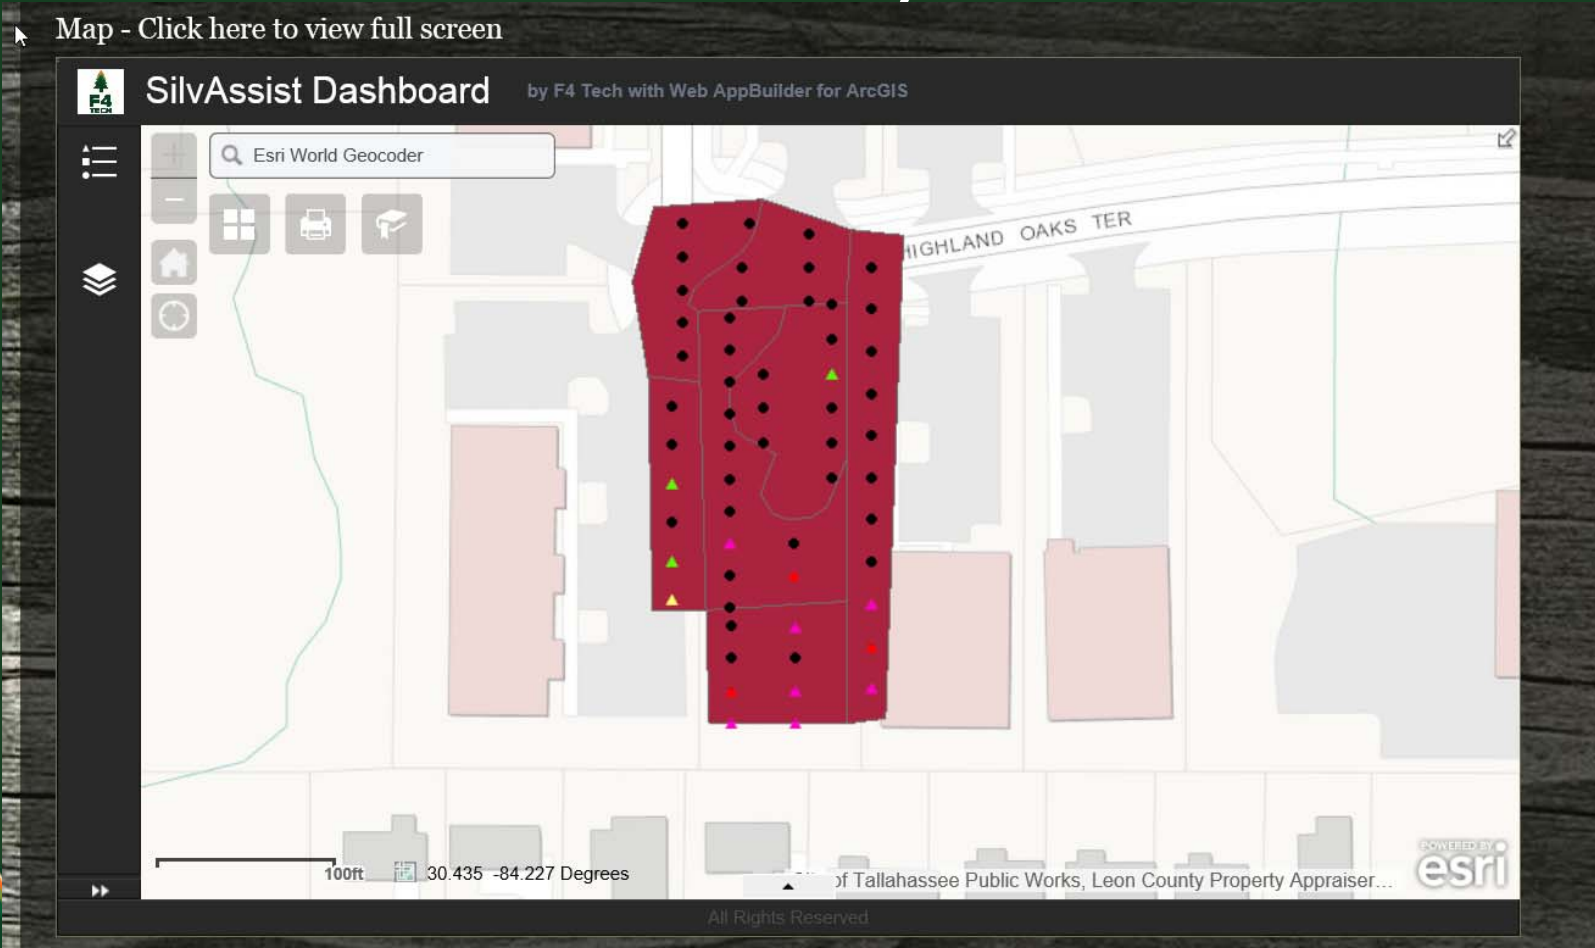 Map - Click here to view full screen
F4
TECH
SilvAssist Dashboard
by F4 Tech with Web AppBuilder for ArcGIS
Esri World Geocoder
HIGHLAND OAKS TER
100ft
30.435 -84.227 Degrees
of Tallahassee Public Works, Leon County Property Appraiser...
POWERED BY
esri
All Rights Reserved